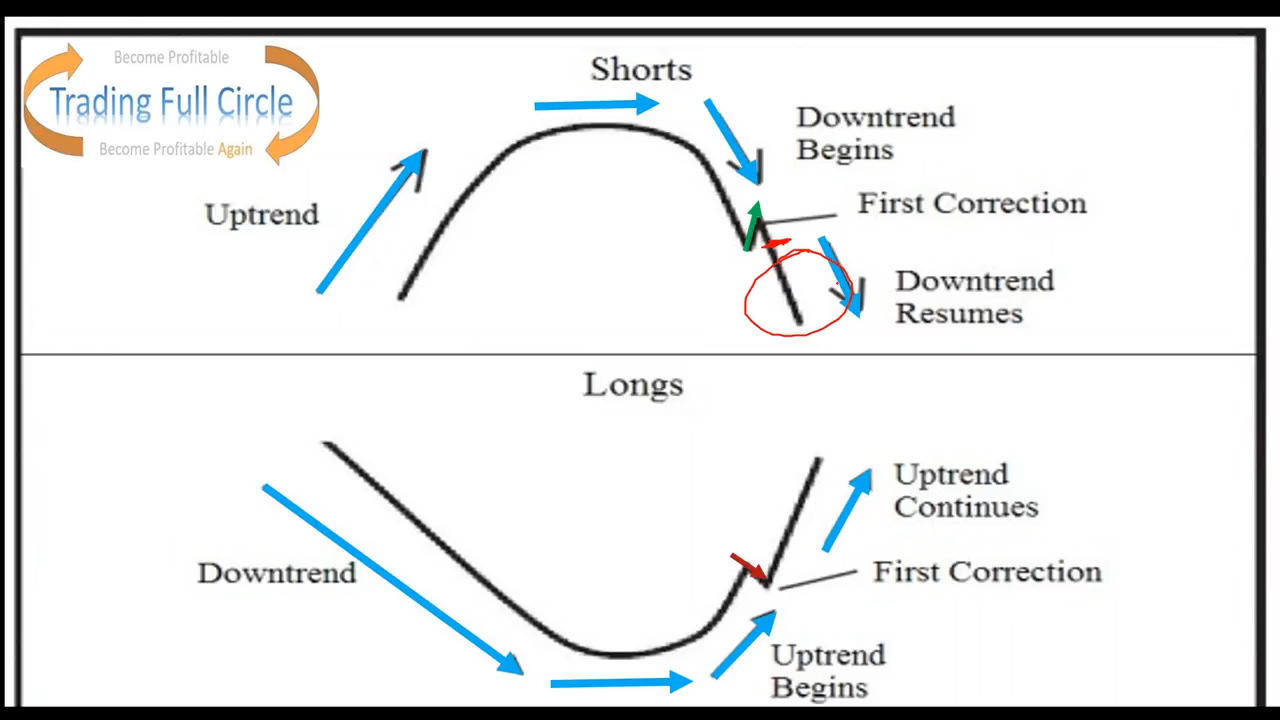 Become Profitable
Trading Full Circle
Become Profitable Again
Shorts
Downtrend
Begins
Uptrend
First Correction
Downtrend
Resumes
Longs
Uptrend
Continues
Downtrend
First Correction
Uptrend
Begins